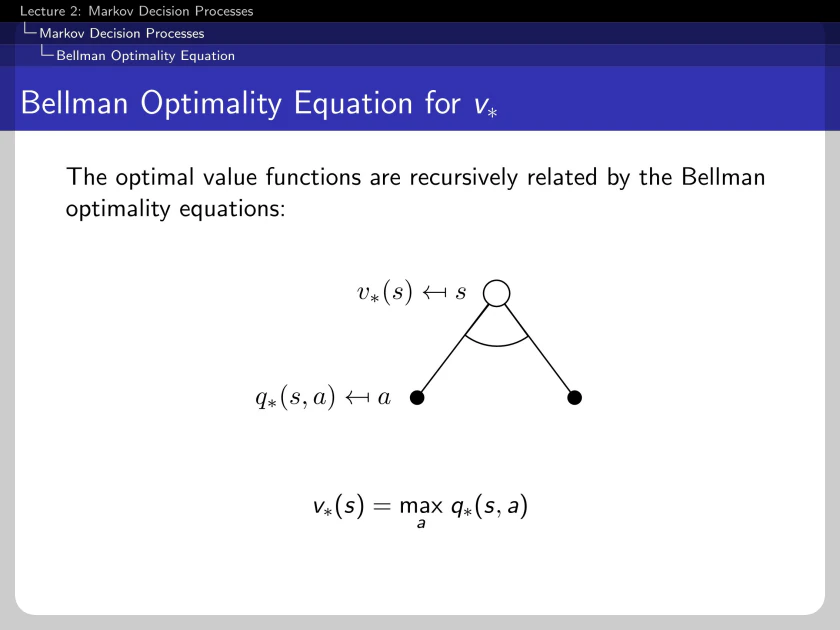 Lecture 2: Markov Decision Processes
Markov Decision Processes
Bellman Optimality Equation
Bellman Optimality Equation for v∗
The optimal value functions are recursively related by the Bellman
optimality equations:
v∗(s) ↤ s
q∗(s, a) ↤ a
v∗(s) = max q∗(s, a)
a